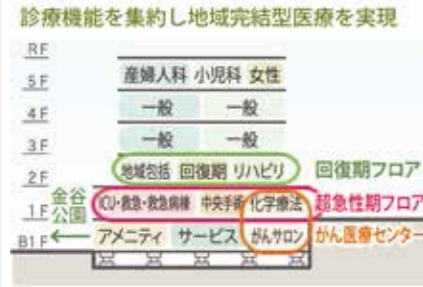 診療機能を集約し地域完結型医療を実現
RF
5F 産婦人科 小児科 女性
4F 一般 一般
3F 一般 一般
2F 地域包括 回復期 リハビリ 回復期フロア
金谷公園
1F ICU・救急・救急病棟 中央手術 化学療法 超急性期フロア
B1F アメニティ サービス がんサロン がん医療センター